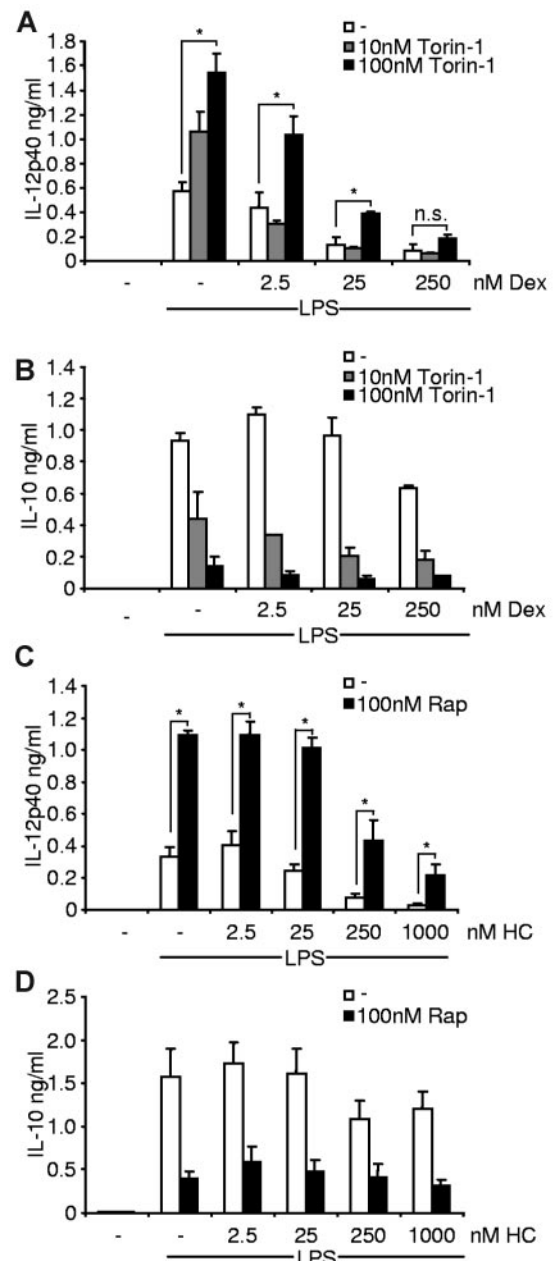 A
-
10nM Torin-1
100nM Torin-1
IL-12p40 ng/ml
1.8
1.6
1.4
1.2
1.0
0.8
0.6
0.4
0.2
0
*
*
*
n.s.
- - 2.5 25 250 nM Dex
LPS
B
-
10nM Torin-1
100nM Torin-1
IL-10 ng/ml
1.4
1.2
1.0
0.8
0.6
0.4
0.2
0
- - 2.5 25 250 nM Dex
LPS
C
-
100nM Rap
IL-12p40 ng/ml
1.4
1.2
1.0
0.8
0.6
0.4
0.2
0
*
*
*
*
*
- - 2.5 25 250 1000 nM HC
LPS
D
-
100nM Rap
IL-10 ng/ml
2.5
2.0
1.5
1.0
0.5
0
- - 2.5 25 250 1000 nM HC
LPS